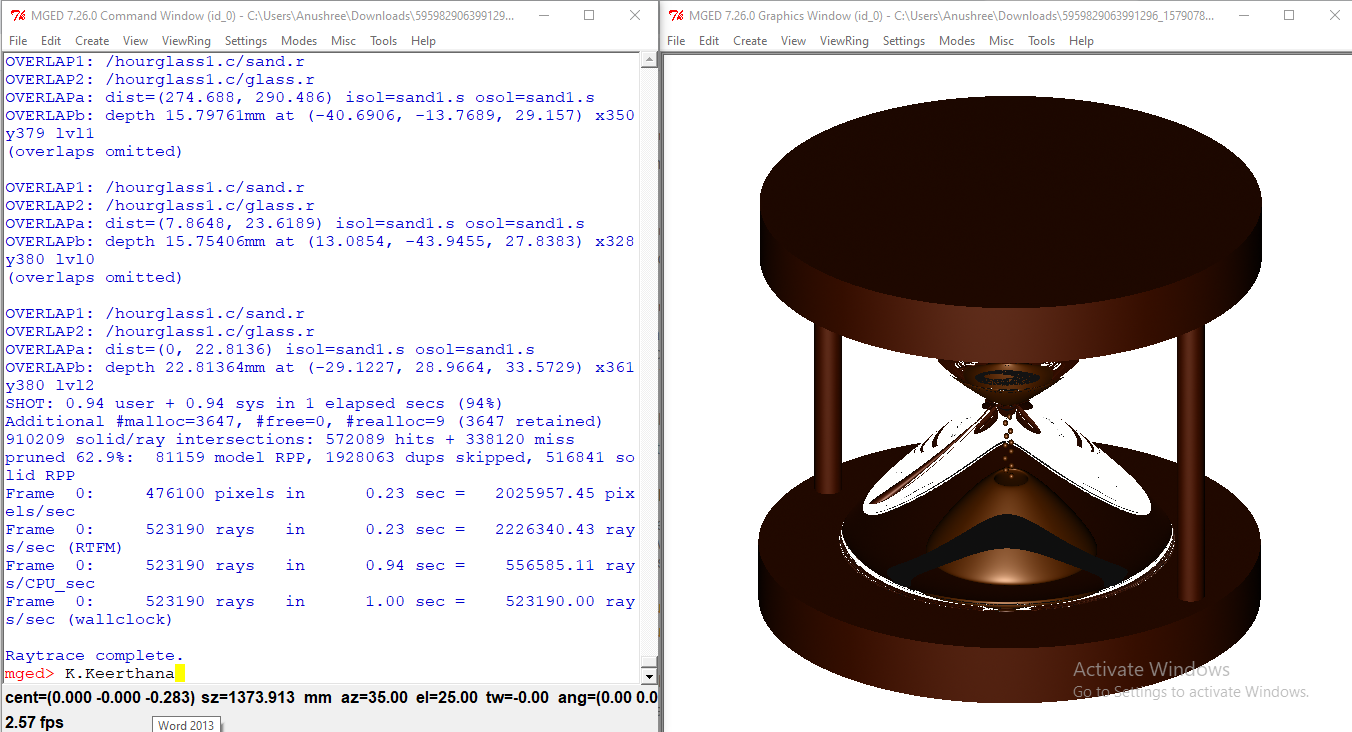 MGED 7.26.0 Command Window (id_0) - C:\Users\Anushree\Downloads\595982906399129...
File Edit Create View ViewRing Settings Modes Misc Tools Help
OVERLAP1: /hourglass1.c/sand.r
OVERLAP2: /hourglass1.c/glass.r
OVERLAPa: dist=(274.688, 290.486) isol=sand1.s osol=sand1.s
OVERLAPb: depth 15.79761mm at (-40.6906, -13.7689, 29.157) x350
y379 lvl1
(overlaps omitted)
OVERLAP1: /hourglass1.c/sand.r
OVERLAP2: /hourglass1.c/glass.r
OVERLAPa: dist=(7.8648, 23.6189) isol=sand1.s osol=sand1.s
OVERLAPb: depth 15.75406mm at (13.0854, -43.9455, 27.8383) x328
y380 lvl0
(overlaps omitted)
OVERLAP1: /hourglass1.c/sand.r
OVERLAP2: /hourglass1.c/glass.r
OVERLAPa: dist=(0, 22.8136) isol=sand1.s osol=sand1.s
OVERLAPb: depth 22.81364mm at (-29.1227, 28.9664, 33.5729) x361
y380 lvl2
SHOT: 0.94 user + 0.94 sys in 1 elapsed secs (94%)
Additional #malloc=3647, #free=0, #realloc=9 (3647 retained)
910209 solid/ray intersections: 572089 hits + 338120 miss
pruned 62.9%:  81159 model RPP, 1928063 dups skipped, 516841 so
lid RPP
Frame  0:     476100 pixels in      0.23 sec =   2025957.45 pix
els/sec
Frame  0:     523190 rays   in      0.23 sec =   2226340.43 ray
s/sec (RTFM)
Frame  0:     523190 rays   in      0.94 sec =    556585.11 ray
s/CPU_sec
Frame  0:     523190 rays   in      1.00 sec =    523190.00 ray
s/sec (wallclock)
Raytrace complete.
mged> K.Keerthana
cent=(0.000 -0.000 -0.283) sz=1373.913  mm  az=35.00  el=25.00  tw=-0.00  ang=(0.00 0.0
2.57 fps
Word 2013
MGED 7.26.0 Graphics Window (id_0) - C:\Users\Anushree\Downloads\5959829063991296_1579078...
File Edit Create View ViewRing Settings Modes Misc Tools Help
Activate Windows
Go to Settings to activate Windows.